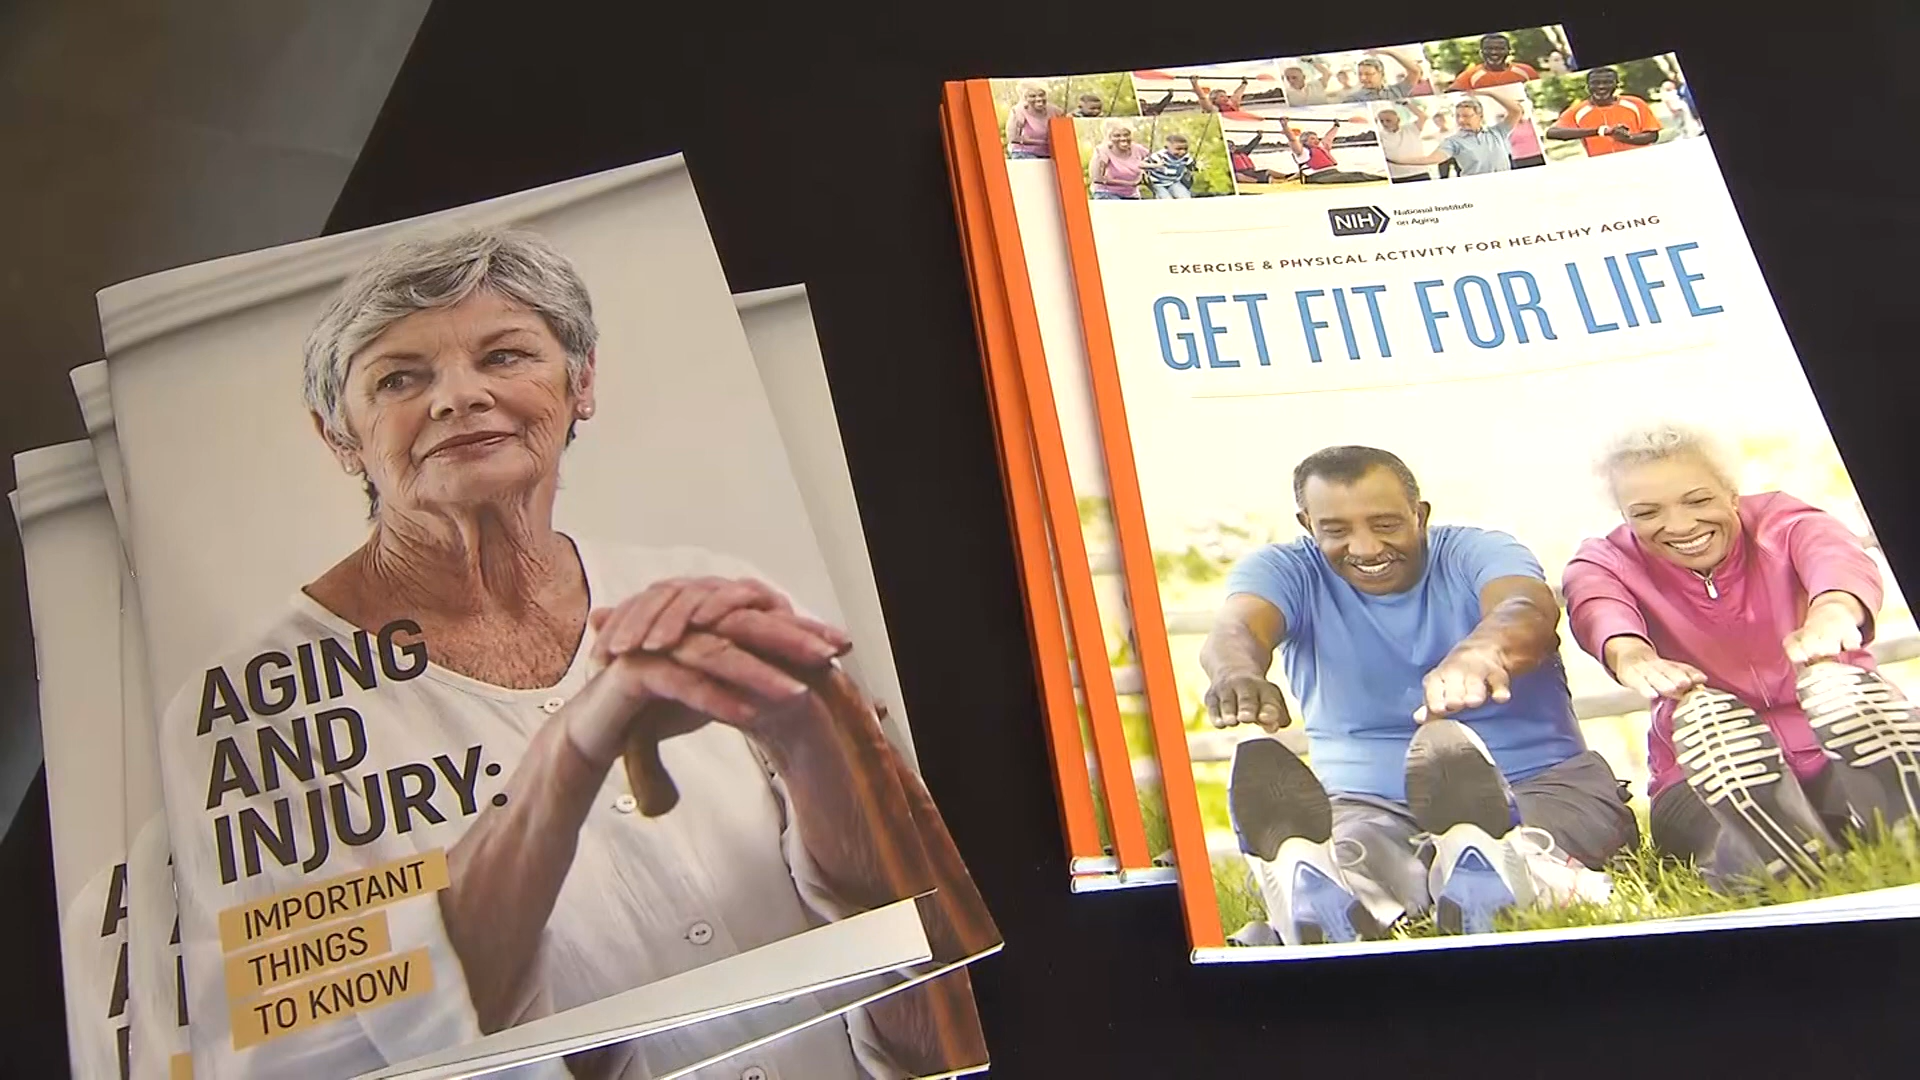 AGING
AND
INJURY:
IMPORTANT
THINGS
TO KNOW
NIH
National Institute
on Aging
EXERCISE & PHYSICAL ACTIVITY FOR HEALTHY AGING
GET FIT FOR LIFE